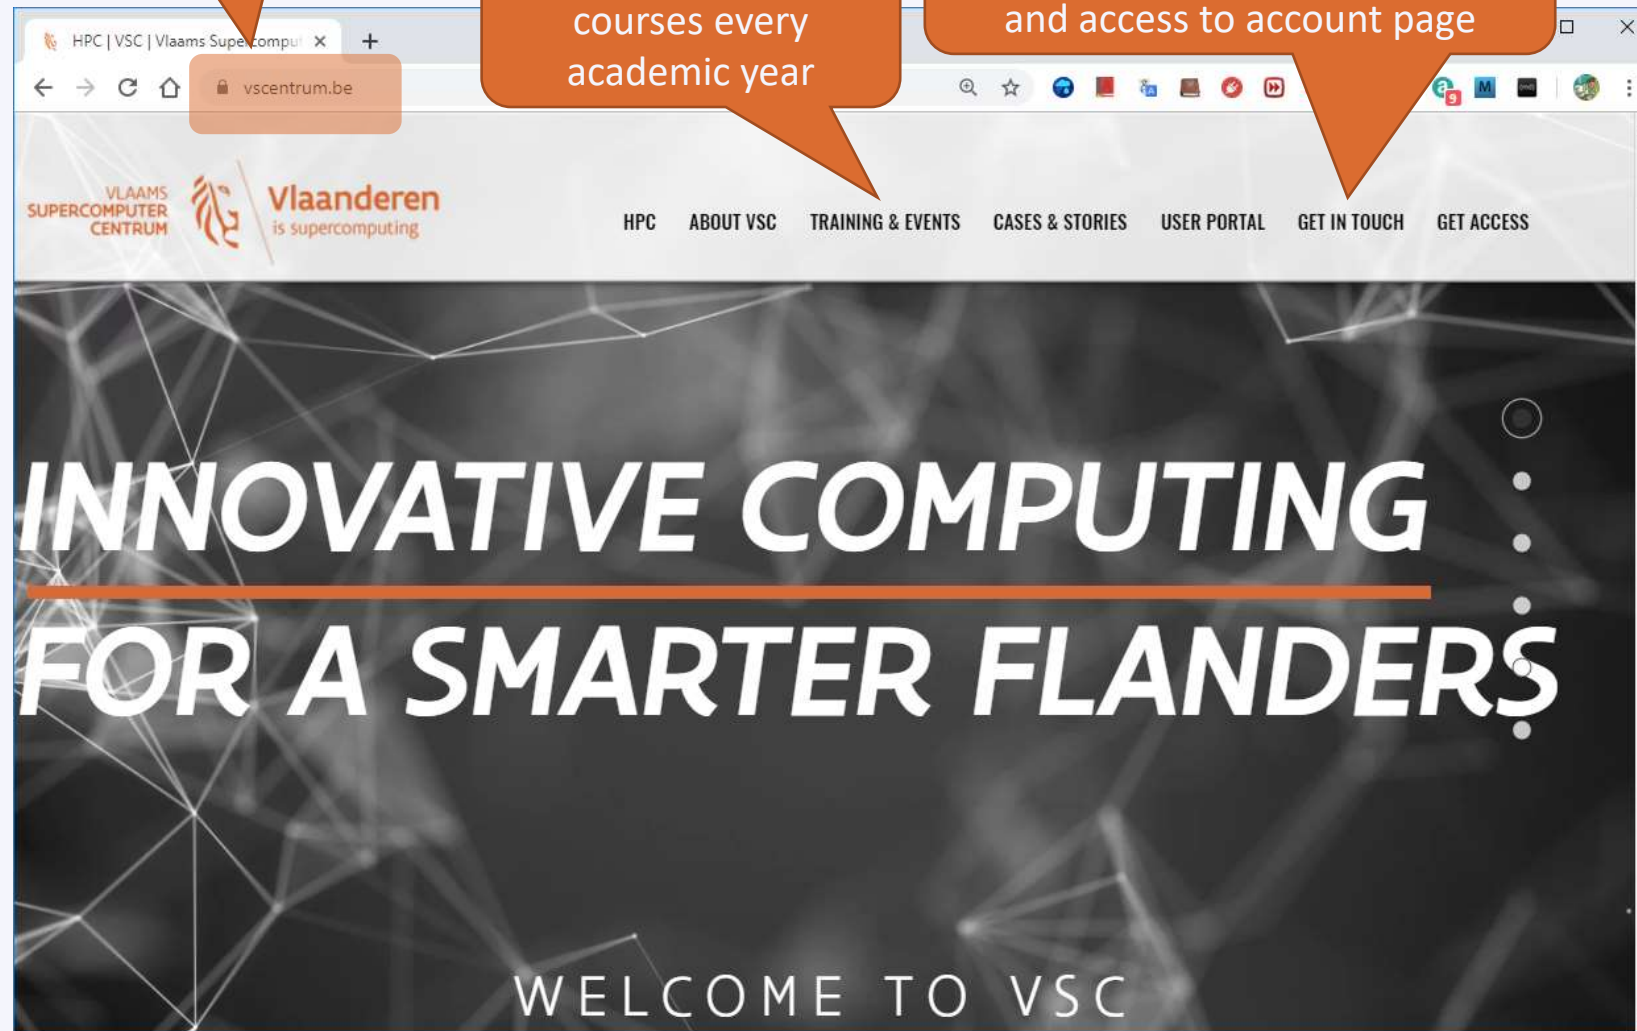 courses every
academic year
and access to account page
HPC | VSC | Vlaams Supercomput
vscentrum.be
9
M
VLAAMS
SUPERCOMPUTER
CENTRUM
Vlaanderen
is supercomputing
HPC ABOUT VSC TRAINING & EVENTS CASES & STORIES USER PORTAL GET IN TOUCH GET ACCESS
INNOVATIVE COMPUTING
FOR A SMARTER FLANDERS
WELCOME TO VSC